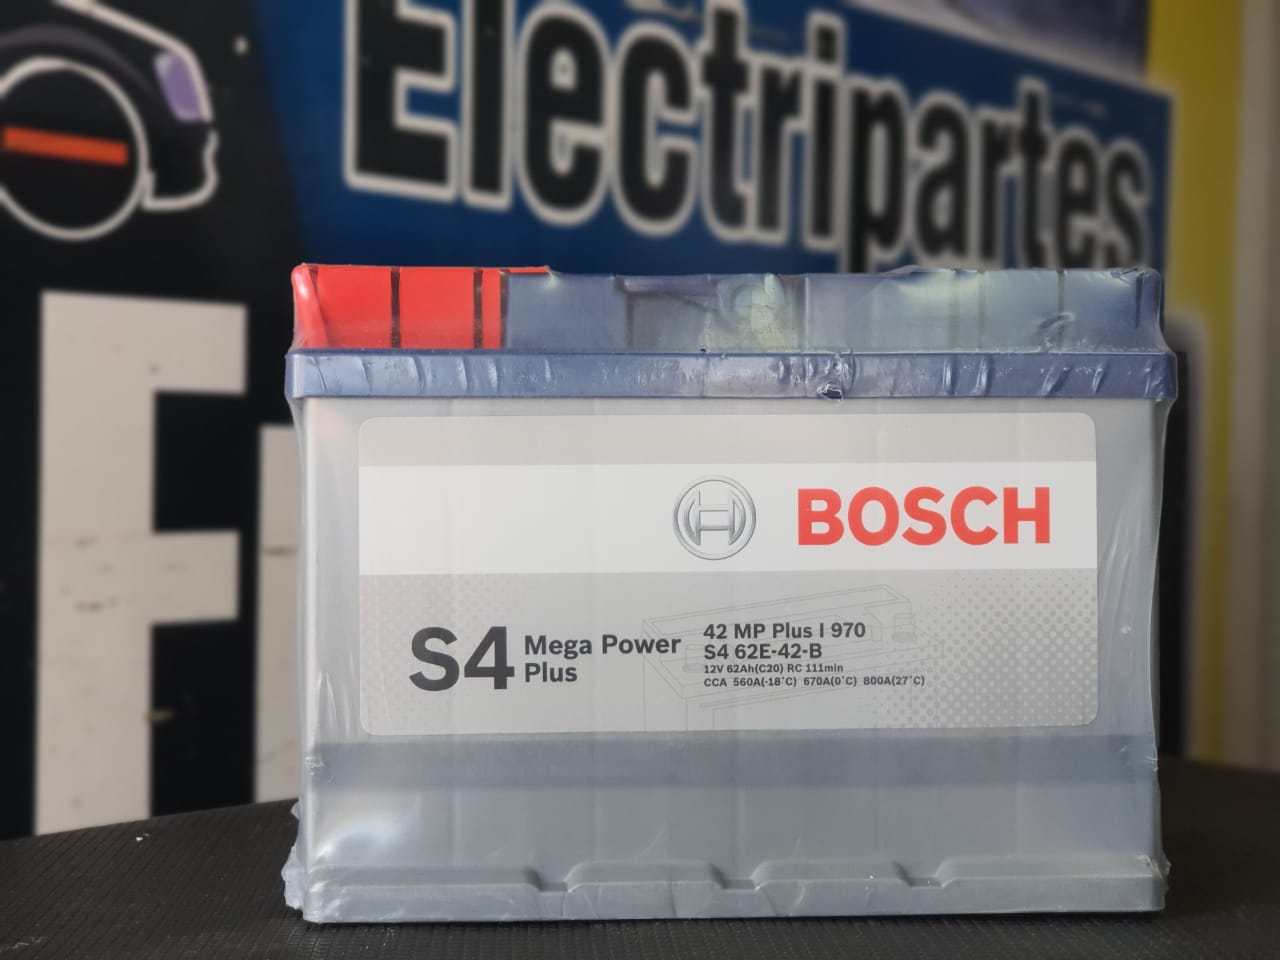 Electripartes
BOSCH
S4 Mega Power
Plus
42 MP Plus I 970
S4 62E-42-B
12V 62Ah(C20) RC 111min
CCA 560A(-18°C) 670A(0°C) 800A(27°C)